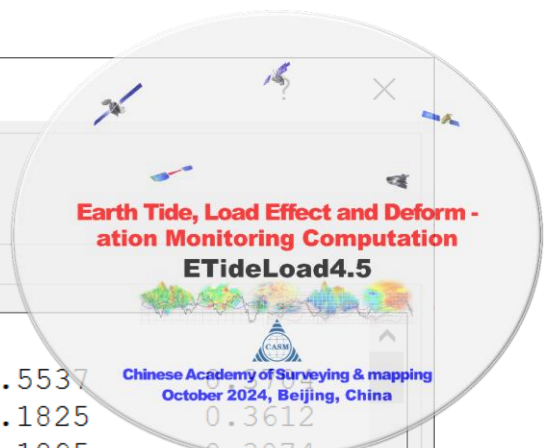 ?
Earth Tide, Load Effect and Deform -
ation Monitoring Computation
ETideLoad4.5
CASM
.5537
Chinese Academy of Surveying & mapping
October 2024, Beijing, China
.1825 0.3612